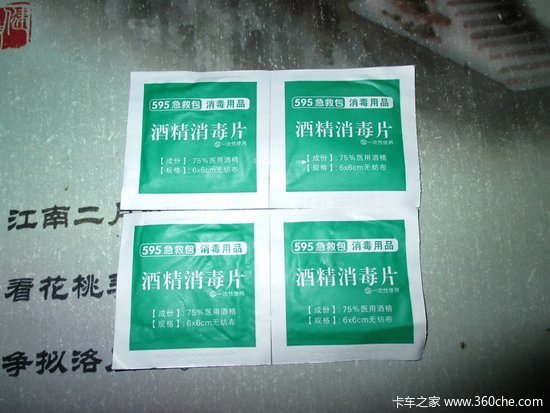 595急救包 消毒用品
酒精消毒片
一次性使用
【成份】:75%医用酒精
【规格】:6x6cm无纺布
595急救包 消毒用品
酒精消毒片
一次性使用
【成份】:75%医用酒精
【规格】:6x6cm无纺布
595急救包 消毒用品
酒精消毒片
一次性使用
【成份】:75%医用酒精
【规格】:6x6cm无纺布
595急救包 消毒用品
酒精消毒片
一次性使用
【成份】:75%医用酒精
【规格】:6x6cm无纺布
江南二月
看花桃
争拟洛
卡车之家 www.360che.com